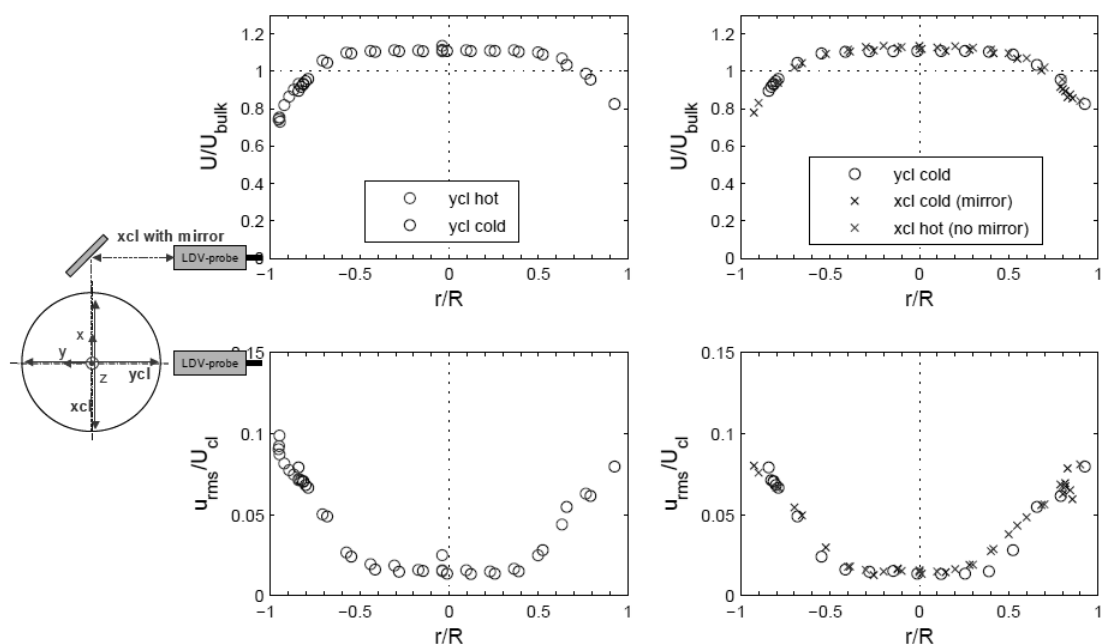 1.4
1.2
1
0.8
0.6
0.4
0.2
0
U/U_bulk
ycl hot
ycl cold
−1 −0.5 0 0.5 1
r/R
1.4
1.2
1
0.8
0.6
0.4
0.2
0
U/U_bulk
ycl cold
xcl cold (mirror)
xcl hot (no mirror)
−1 −0.5 0 0.5 1
r/R
xcl with mirror
LDV-probe
x
y
z
ycl
xcl
LDV-probe
0.1
0.05
0
u_rms/U_cl
−1 −0.5 0 0.5 1
r/R
0.15
0.1
0.05
0
u_rms/U_cl
−1 −0.5 0 0.5 1
r/R